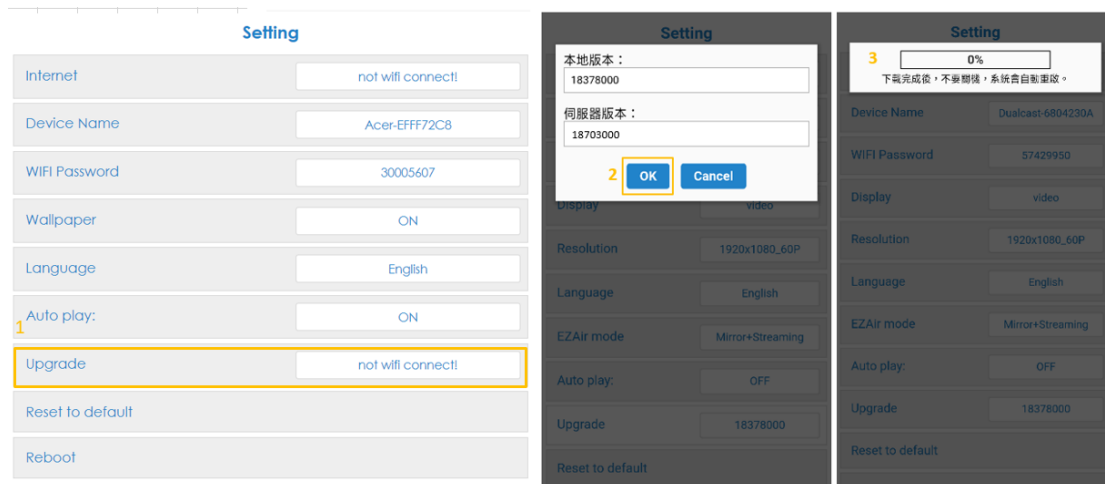 Setting
Internet
not wifi connect!
Device Name
Acer-EFFF72C8
WIFI Password
30005607
Wallpaper
ON
Language
English
1
Auto play:
ON
Upgrade
not wifi connect!
Reset to default
Reboot
Setting
本地版本：
18378000
伺服器版本：
18703000
2
OK
Cancel
Display
video
Resolution
1920x1080_60P
Language
English
EZAir mode
Mirror+Streaming
Auto play:
OFF
Upgrade
18378000
Reset to default
Setting
3
0%
下載完成後，不要關機，系統會自動重啟。
Device Name
Dualcast-6804230A
WIFI Password
57429950
Display
video
Resolution
1920x1080_60P
Language
English
EZAir mode
Mirror+Streaming
Auto play:
OFF
Upgrade
18378000
Reset to default